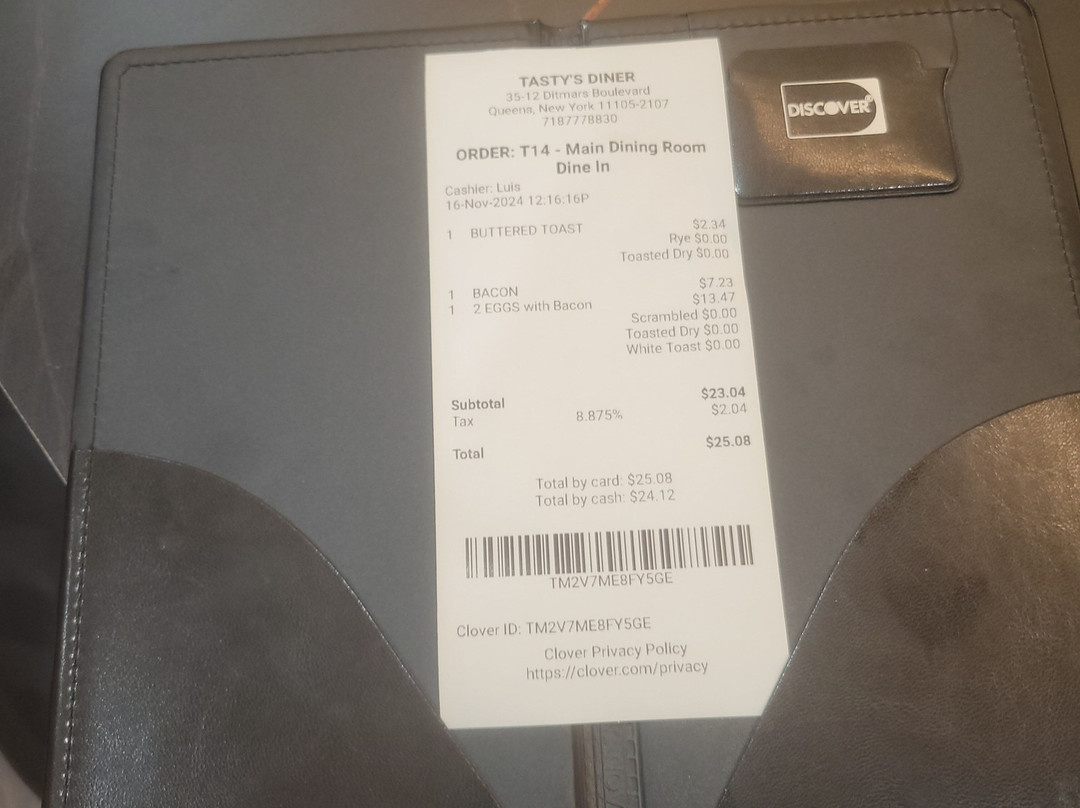 TASTY'S DINER
35-12 Ditmars Boulevard
Queens, New York 11105-2107
7187778830
ORDER: T14 - Main Dining Room
Dine In
Cashier: Luis
16-Nov-2024 12:16:16P
1 BUTTERED TOAST $2.34
Rye $0.00
Toasted Dry $0.00
1 BACON $7.23
1 2 EGGS with Bacon $13.47
Scrambled $0.00
Toasted Dry $0.00
White Toast $0.00
Subtotal $23.04
Tax 8.875% $2.04
Total $25.08
Total by card: $25.08
Total by cash: $24.12
TM2V7ME8FY5GE
Clover ID: TM2V7ME8FY5GE
Clover Privacy Policy
https://clover.com/privacy
DISCOVER®